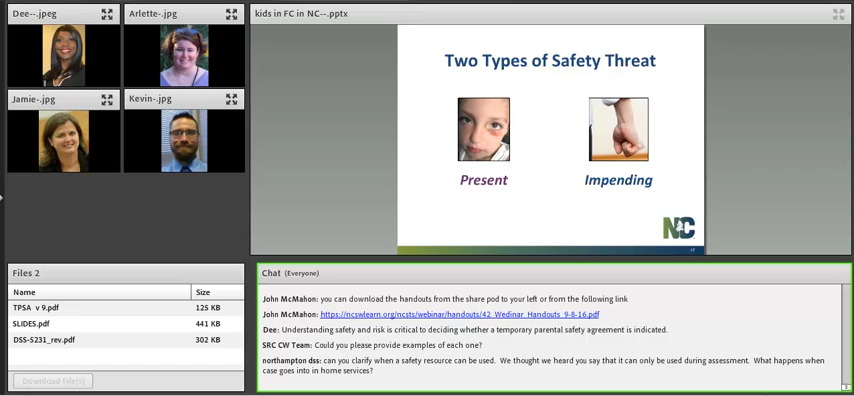 Dee--.jpeg
Arlette-.jpg
kids in FC in NC--.pptx
Jamie-.jpg
Kevin-.jpg
Two Types of Safety Threat
Present
Impending
NC
17
Files 2
Name Size
TPSA v 9.pdf 125 KB
SLIDES.pdf 441 KB
DSS-5231_rev.pdf 302 KB
Download File(s)
Chat (Everyone)
John McMahon: you can download the handouts from the share pod to your left or from the following link
John McMahon: https://ncswlearn.org/ncsts/webinar/handouts/42_Wedinar_Handouts_9-8-16.pdf
Dee: Understanding safety and risk is critical to deciding whether a temporary parental safety agreement is indicated.
SRC CW Team: Could you please provide examples of each one?
northampton dss: can you clarify when a safety resource can be used. We thought we heard you say that it can only be used during assessment. What happens when
case goes into in home services?